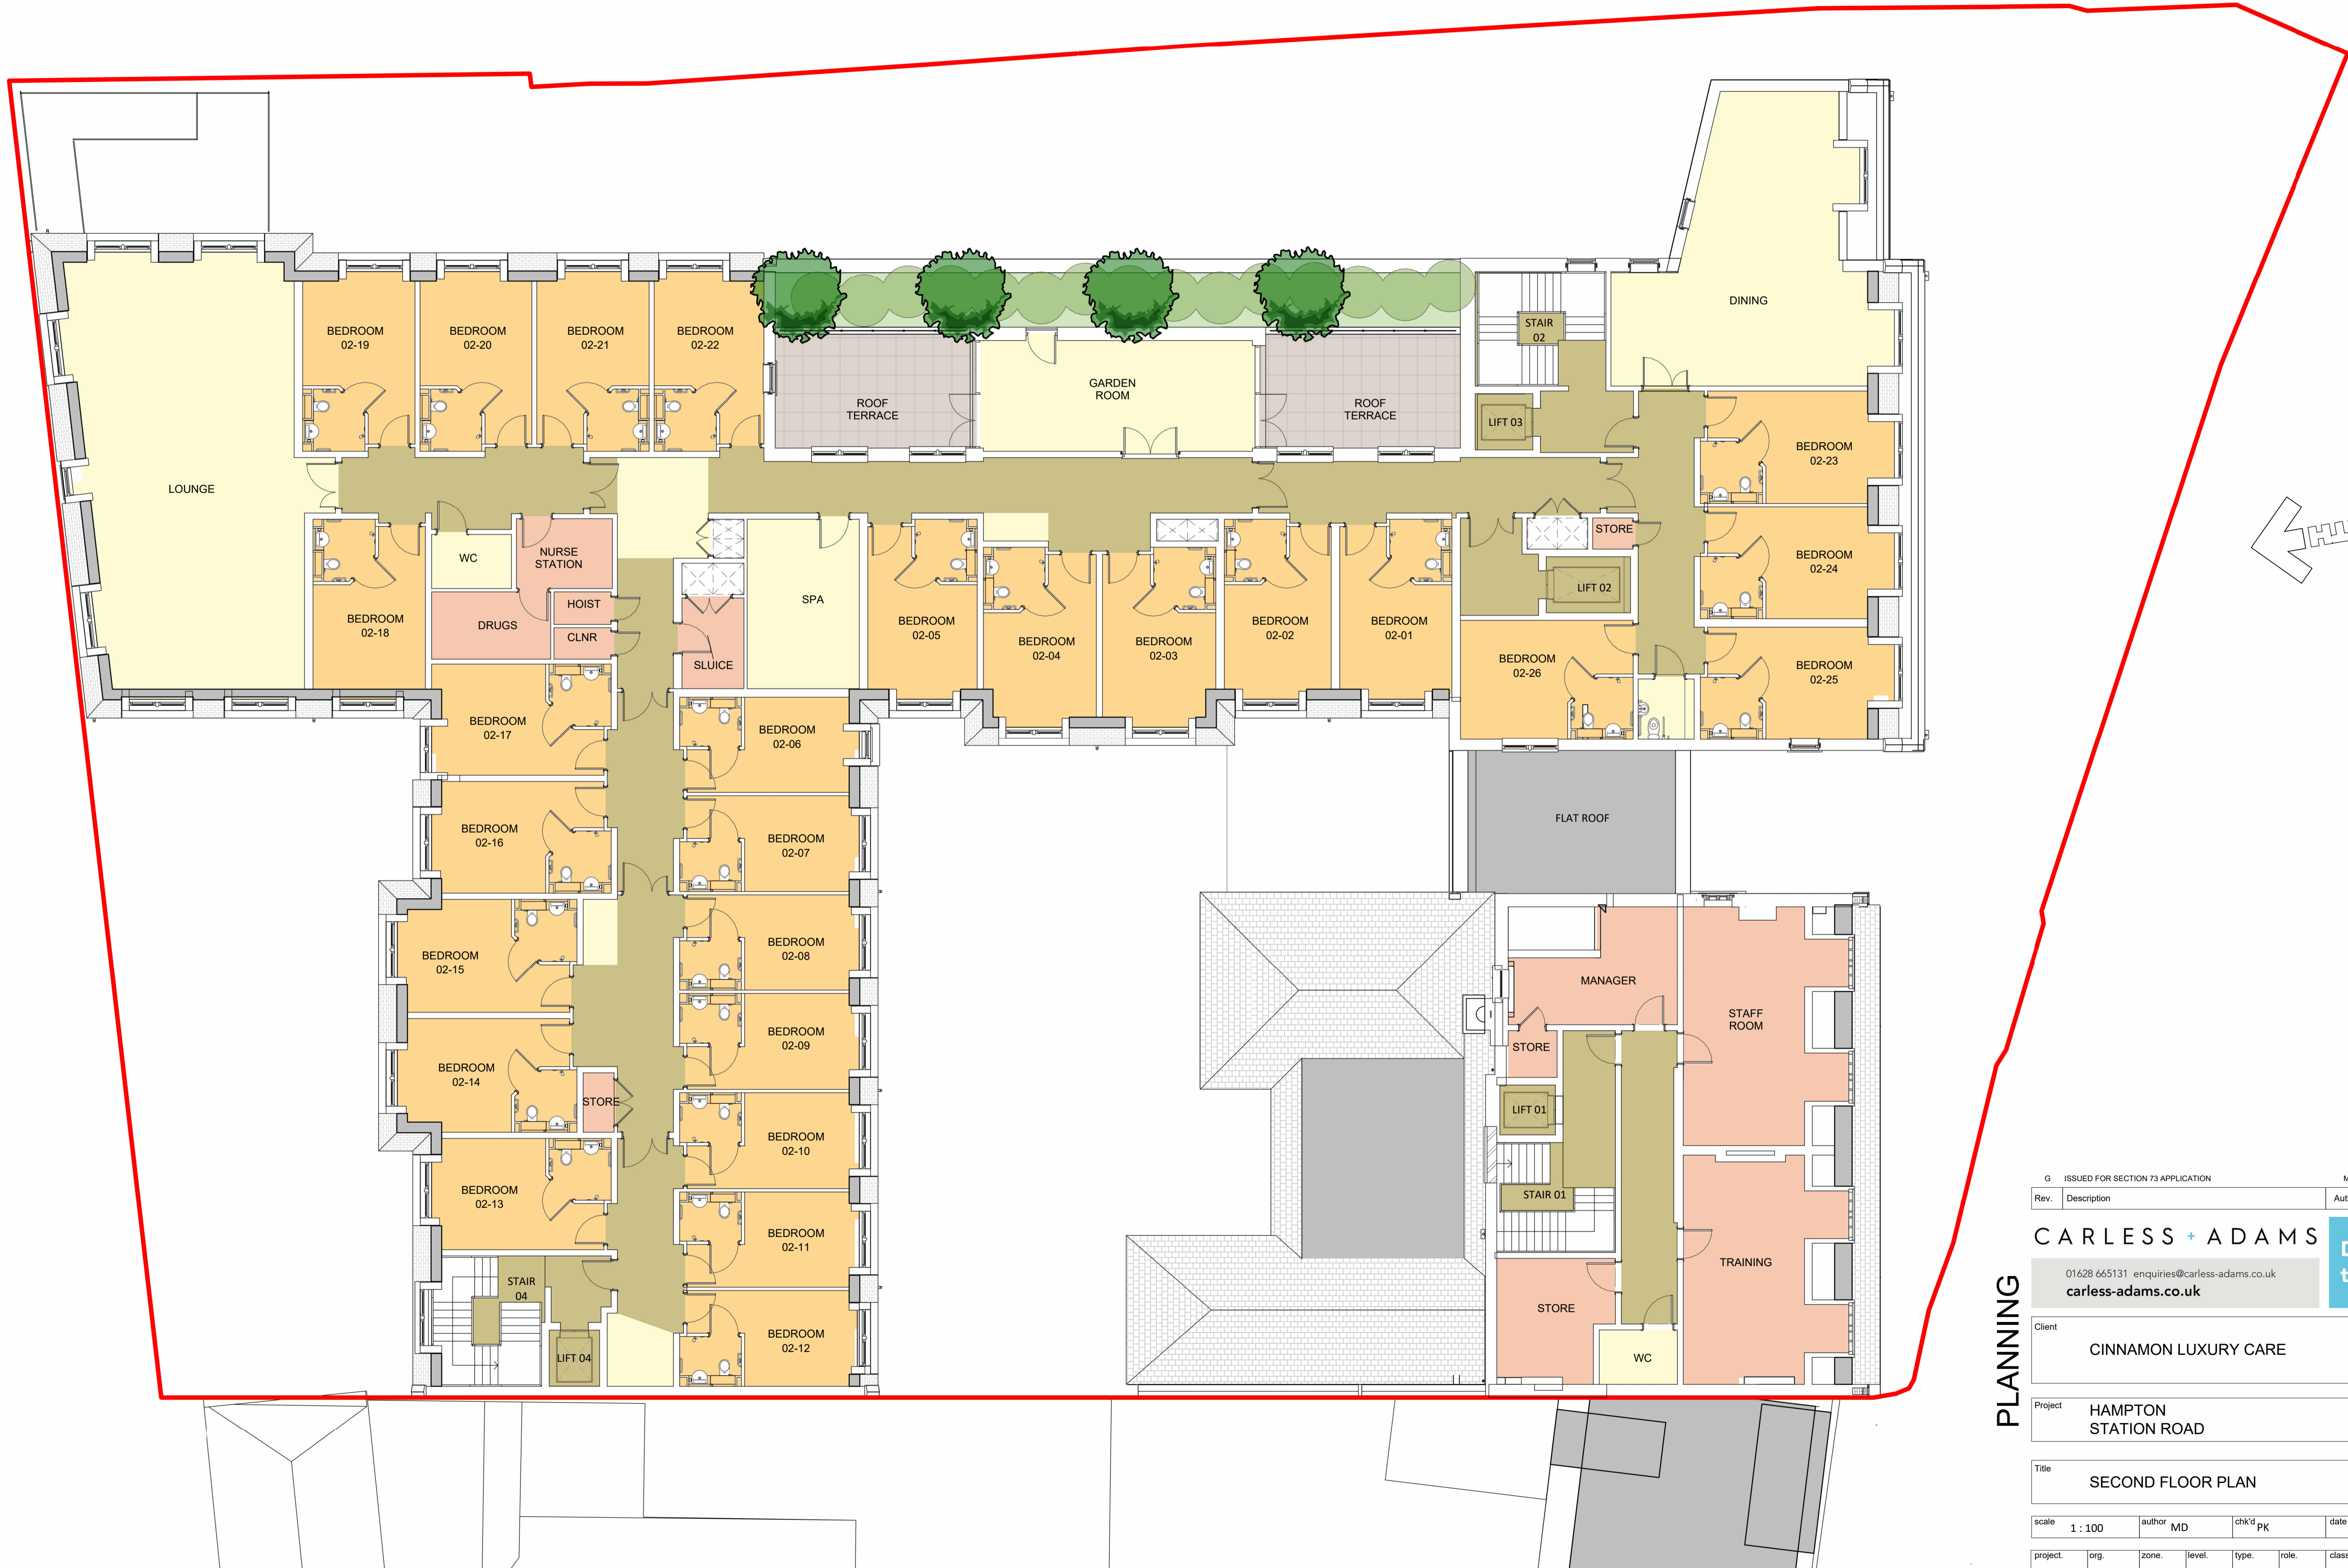 BEDROOM
02-19
BEDROOM
02-20
BEDROOM
02-21
BEDROOM
02-22
ROOF
TERRACE
GARDEN
ROOM
ROOF
TERRACE
STAIR
02
LIFT 03
DINING
BEDROOM
02-23
LOUNGE
WC
NURSE
STATION
STORE
BEDROOM
02-24
LIFT 02
BEDROOM
02-18
DRUGS
HOIST
CLNR
SLUICE
SPA
BEDROOM
02-05
BEDROOM
02-04
BEDROOM
02-03
BEDROOM
02-02
BEDROOM
02-01
BEDROOM
02-26
BEDROOM
02-25
BEDROOM
02-17
BEDROOM
02-06
BEDROOM
02-16
BEDROOM
02-07
FLAT ROOF
BEDROOM
02-15
BEDROOM
02-08
MANAGER
STAFF
ROOM
BEDROOM
02-14
BEDROOM
02-09
STORE
STORE
LIFT 01
BEDROOM
02-10
BEDROOM
02-13
BEDROOM
02-11
STAIR 01
TRAINING
STAIR
04
LIFT 04
BEDROOM
02-12
STORE
WC
G ISSUED FOR SECTION 73 APPLICATION M
Rev. Description Aut
CARLESS + ADAMS
D
t
01628 665131 enquiries@carless-adams.co.uk
carless-adams.co.uk
PLANNING
Client
CINNAMON LUXURY CARE
Project
HAMPTON
STATION ROAD
Title
SECOND FLOOR PLAN
scale 1 : 100 author MD chk'd PK date
project. org. zone. level. type. role. class